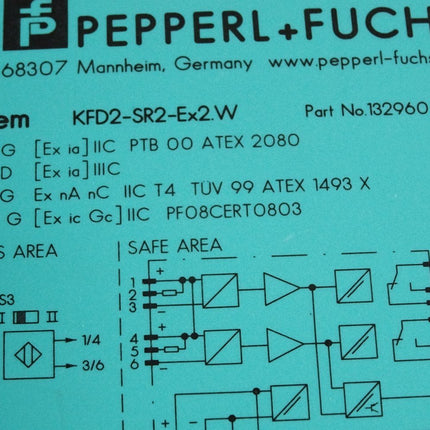 PEPPERL+FUCH
68307 Mannheim, Germany www.pepperl-fuchs
em KFD2-SR2-Ex2.W Part No.132960
G [Ex ia] IIC PTB 00 ATEX 2080
D [Ex ia] IIIC
G Ex nA nC IIC T4 TÜV 99 ATEX 1493 X
G [Ex ic Gc] IIC PF08CERT0803
S AREA SAFE AREA
1 +
2
3 -
S3
I II
1/4
3/6
4 +
5
6 -
+
-